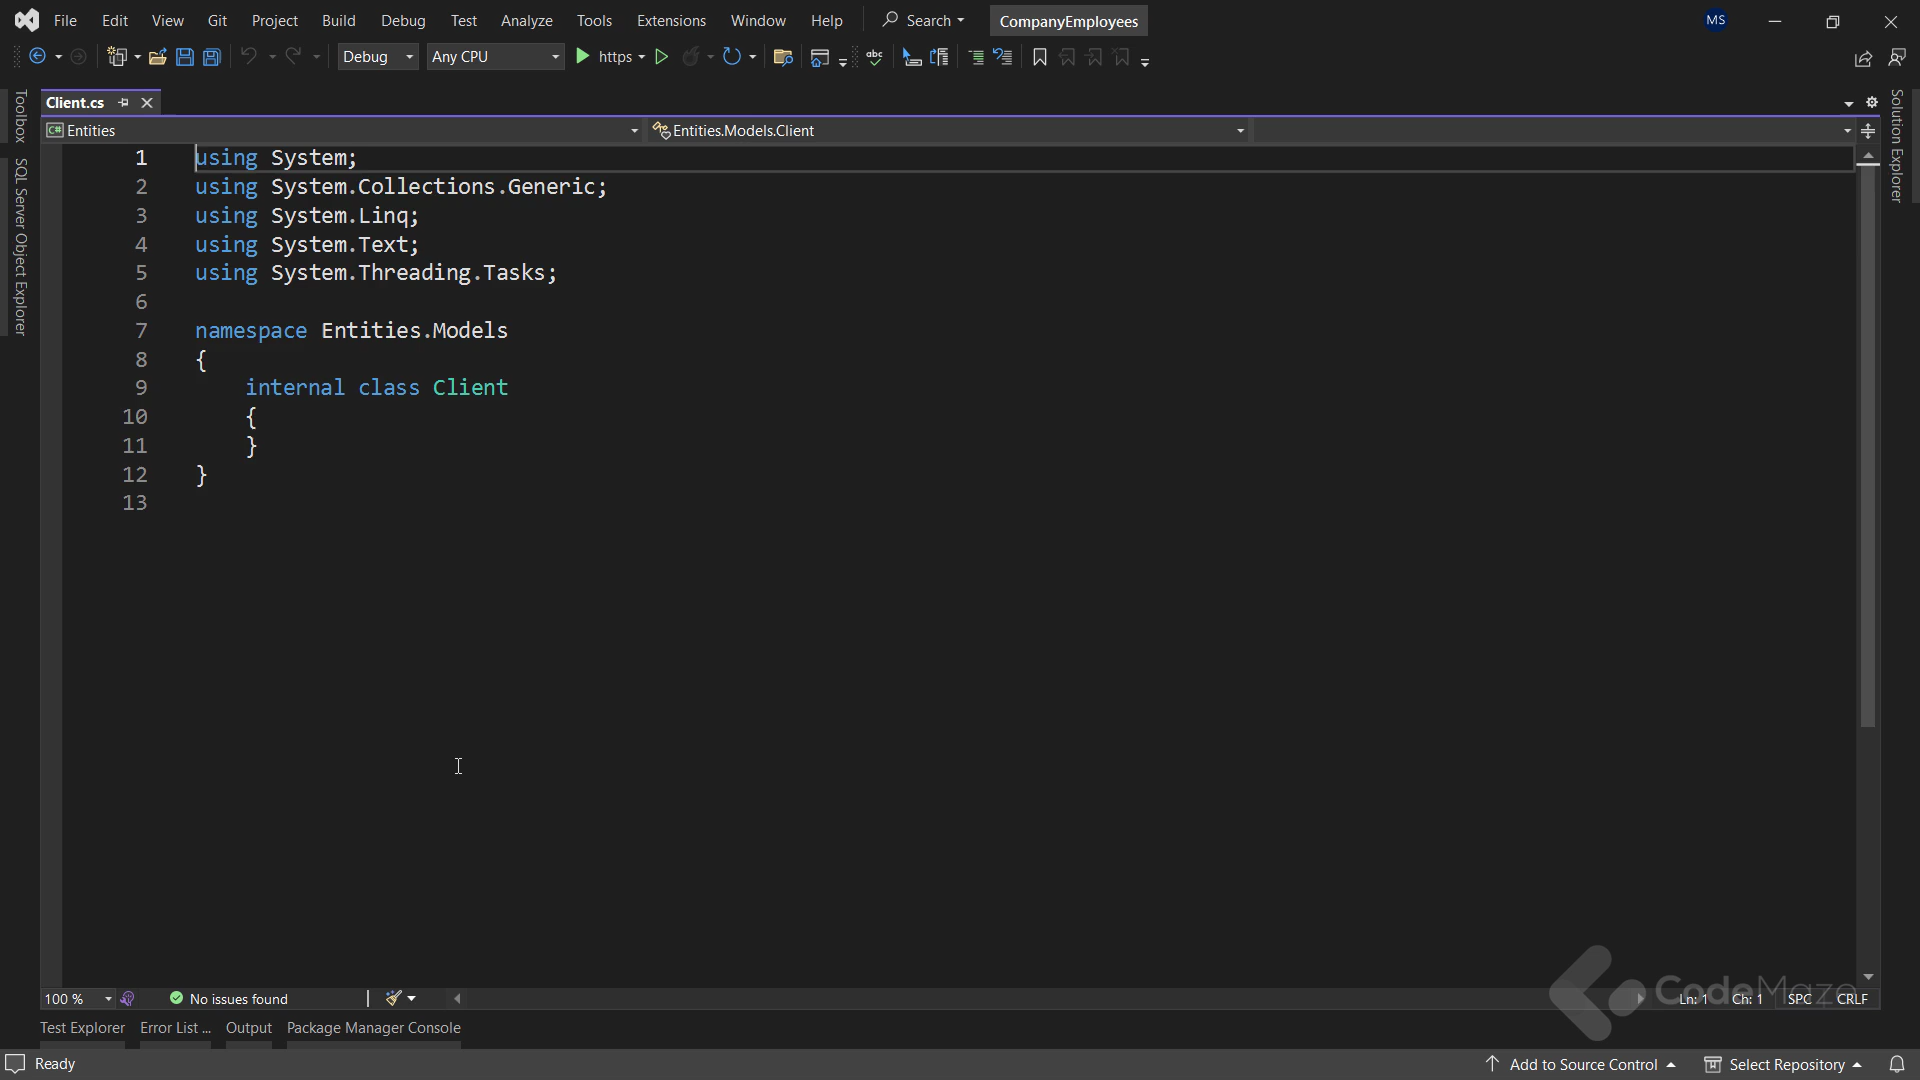 File Edit View Git Project Build Debug Test Analyze Tools Extensions Window Help Search CompanyEmployees MS
Debug Any CPU https abc
Client.cs
Entities Entities.Models.Client
Toolbox
SQL Server Object Explorer
Solution Explorer
1 using System;
2 using System.Collections.Generic;
3 using System.Linq;
4 using System.Text;
5 using System.Threading.Tasks;
6
7 namespace Entities.Models
8 {
9 internal class Client
10 {
11 }
12 }
13
CodeMaze
100 % No issues found Ln: 1 Ch: 1 SPC CRLF
Test Explorer Error List ... Output Package Manager Console
Ready Add to Source Control Select Repository